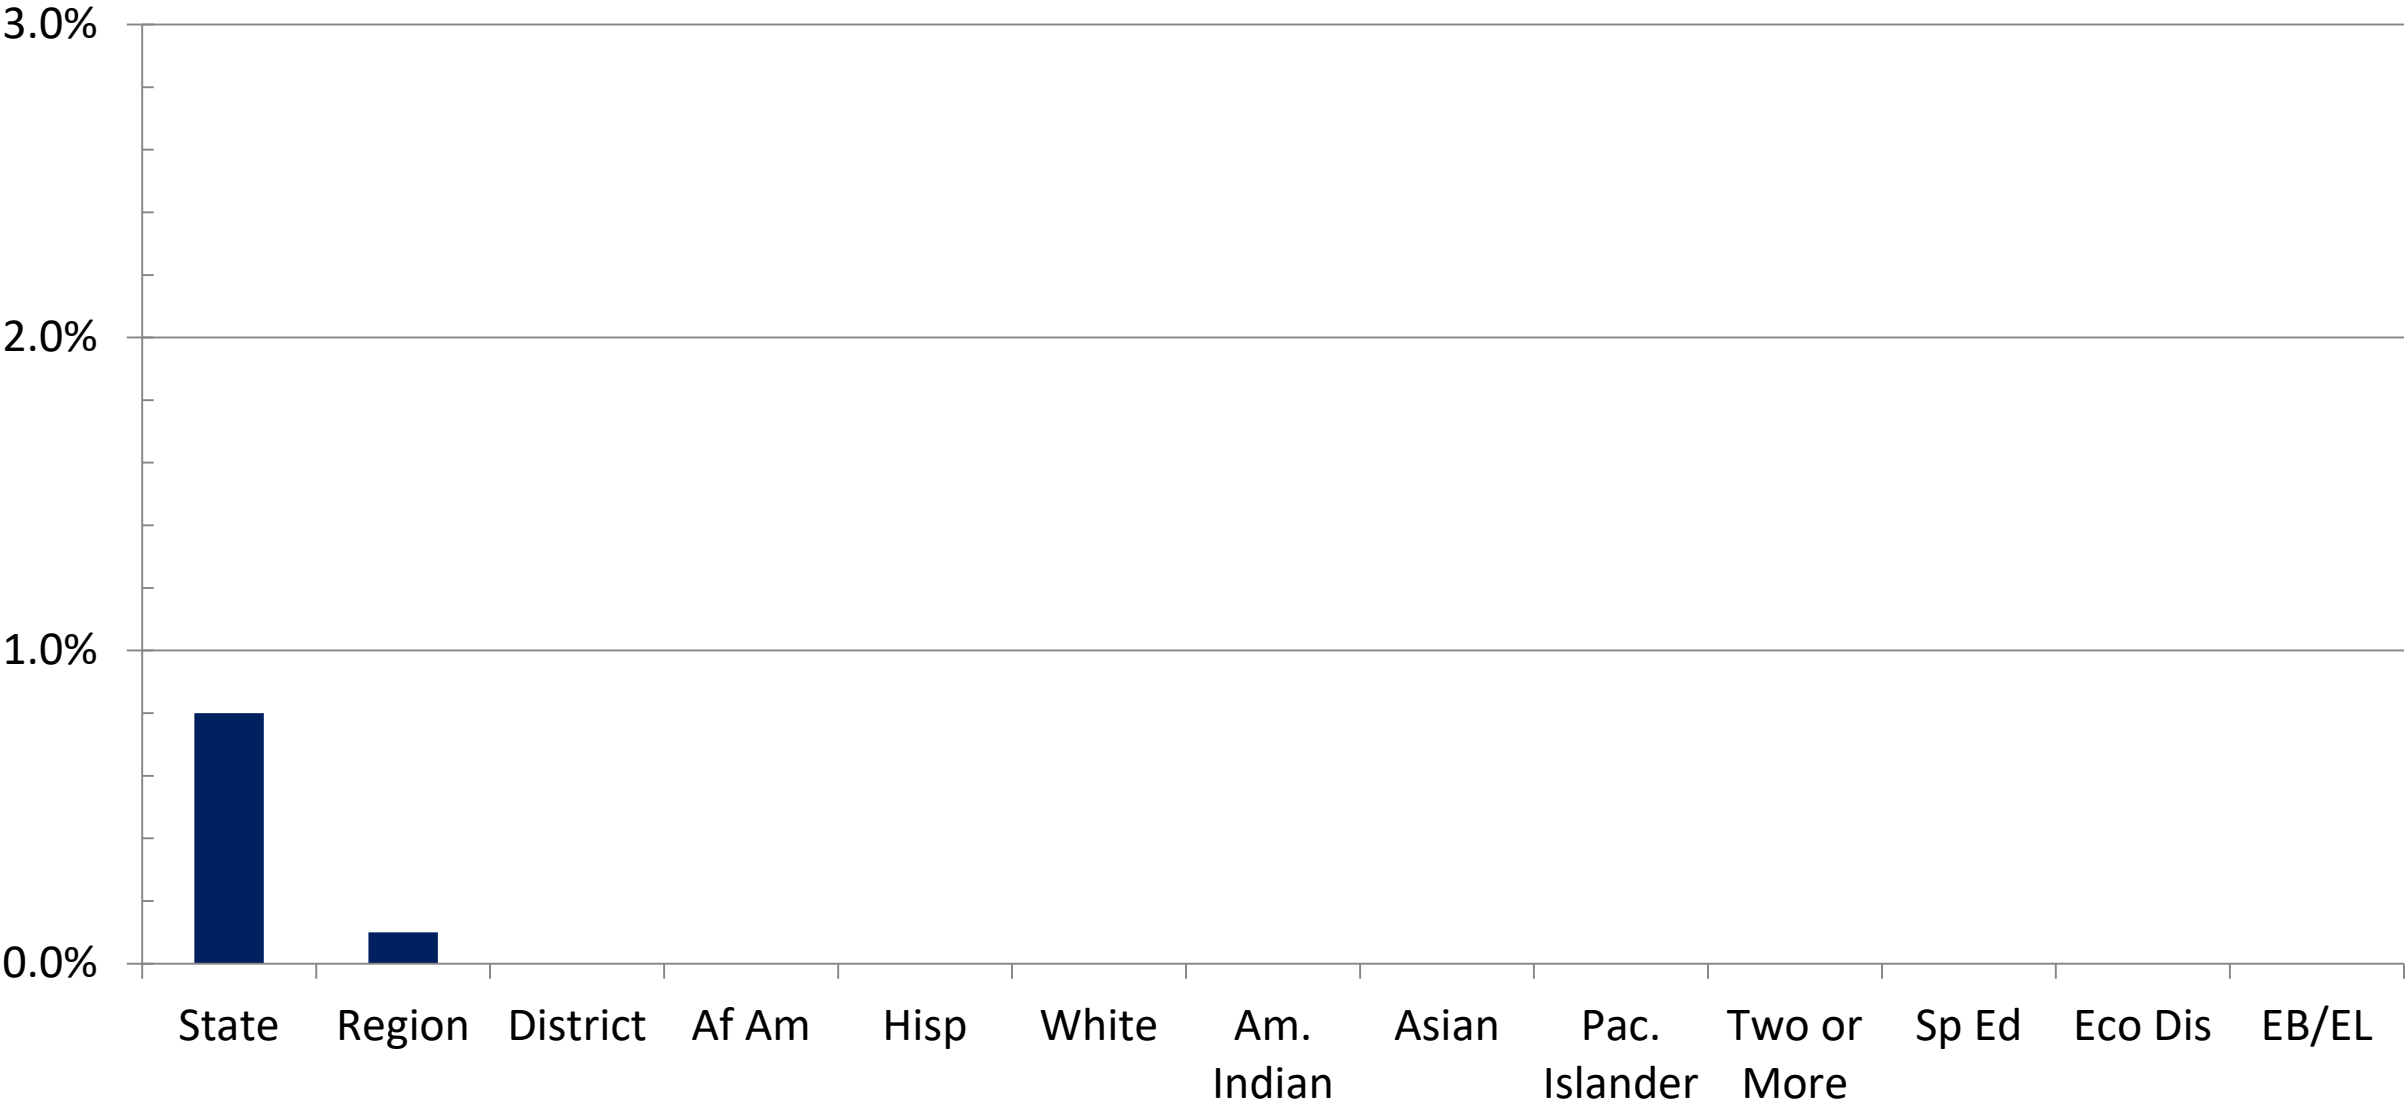 3.0%
2.0%
1.0%
0.0%
State Region District Af Am Hisp White Am. Indian Asian Pac. Islander Two or More Sp Ed Eco Dis EB/EL